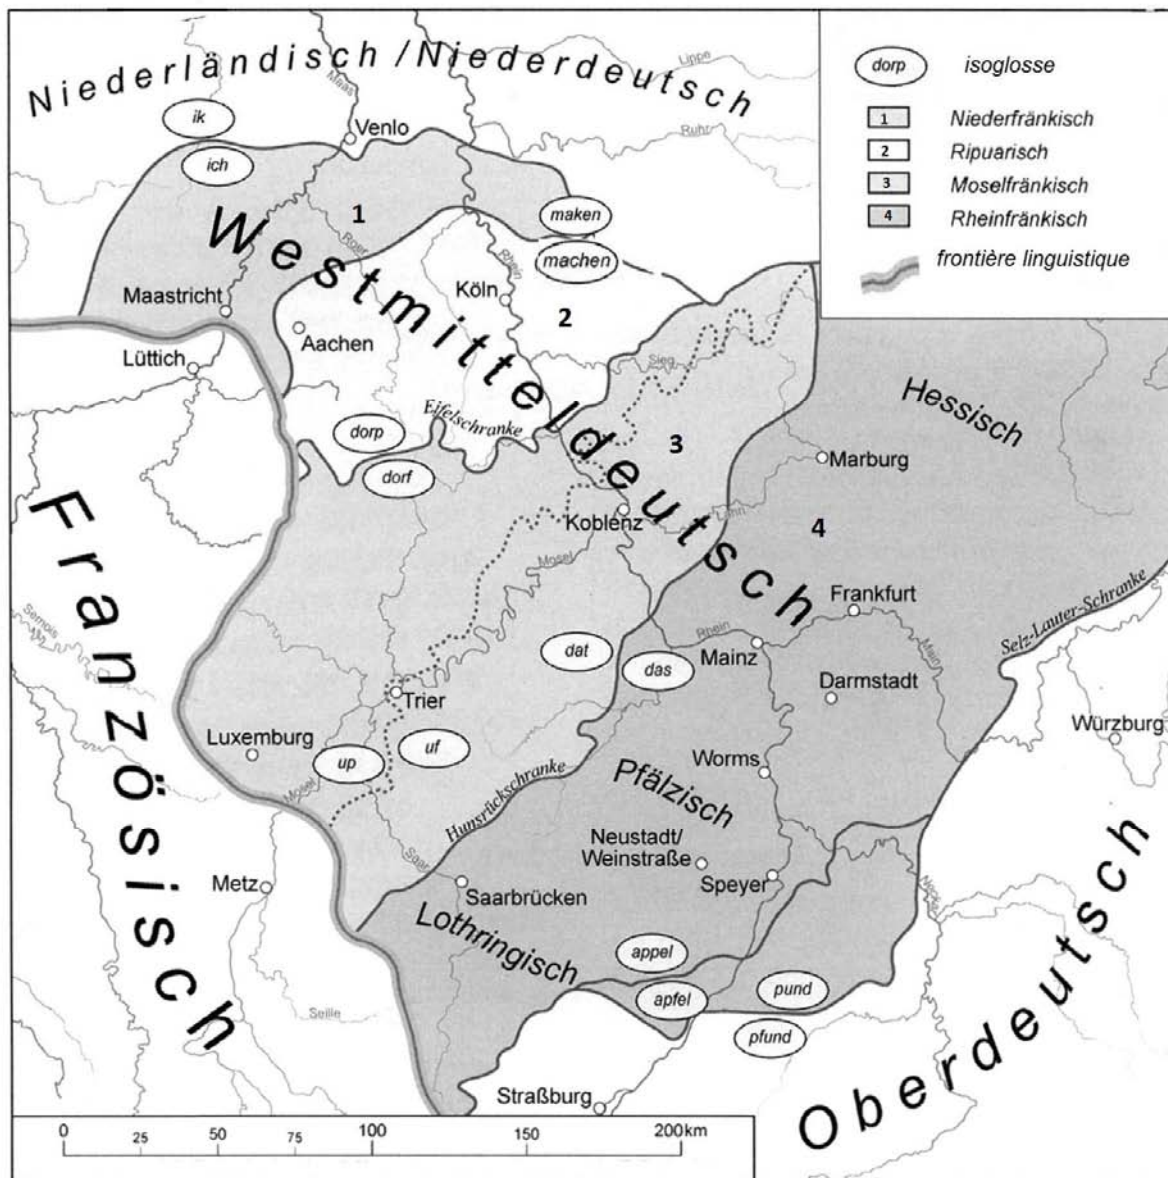 Niederländisch / Niederdeutsch
dorp
isoglosse
1
Niederfränkisch
2
Ripuarisch
3
Moselfränkisch
4
Rheinfränkisch
frontière linguistique
Lippe
Maas
ik
Venlo
Ruhr
ich
1
maken
Westmitteldeutsch
Roer
Rhein
machen
Maastricht
Köln
2
Aachen
Lüttich
Sieg
Hessisch
Eifelschranke
dorp
3
Marburg
dorf
Französisch
Koblenz
Lahn
4
Mosel
Frankfurt
Semois
Rhein
Main
Selz-Lauter-Schranke
dat
das
Mainz
Trier
Darmstadt
Luxemburg
up
uf
Würzburg
Worms
Mosel
Hunsrückschranke
Pfälzisch
Neustadt/
Weinstraße
Speyer
Metz
Saar
Saarbrücken
Neckar
Lothringisch
appel
apfel
pund
Seille
pfund
Oberdeutsch
Straßburg
0
25
50
75
100
150
200km